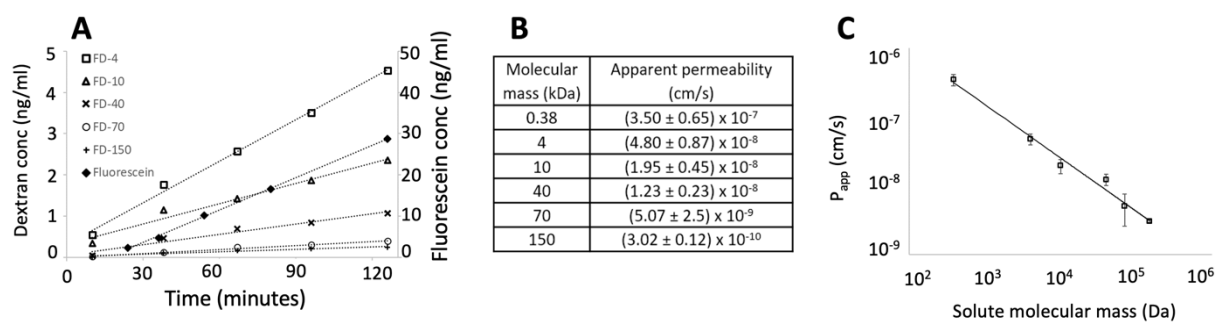 A
Dextran conc (ng/ml)
5
4
3
2
1
0
FD-4
FD-10
FD-40
FD-70
FD-150
Fluorescein
50
40
30
20
10
0
Fluorescein conc (ng/ml)
0 30 60 90 120
Time (minutes)
B
Molecular mass (kDa) Apparent permeability (cm/s)
0.38 (3.50 ± 0.65) x 10⁻⁷
4 (4.80 ± 0.87) x 10⁻⁸
10 (1.95 ± 0.45) x 10⁻⁸
40 (1.23 ± 0.23) x 10⁻⁸
70 (5.07 ± 2.5) x 10⁻⁹
150 (3.02 ± 0.12) x 10⁻¹⁰
C
P_app (cm/s)
10⁻⁶
10⁻⁷
10⁻⁸
10⁻⁹
10² 10³ 10⁴ 10⁵ 10⁶
Solute molecular mass (Da)